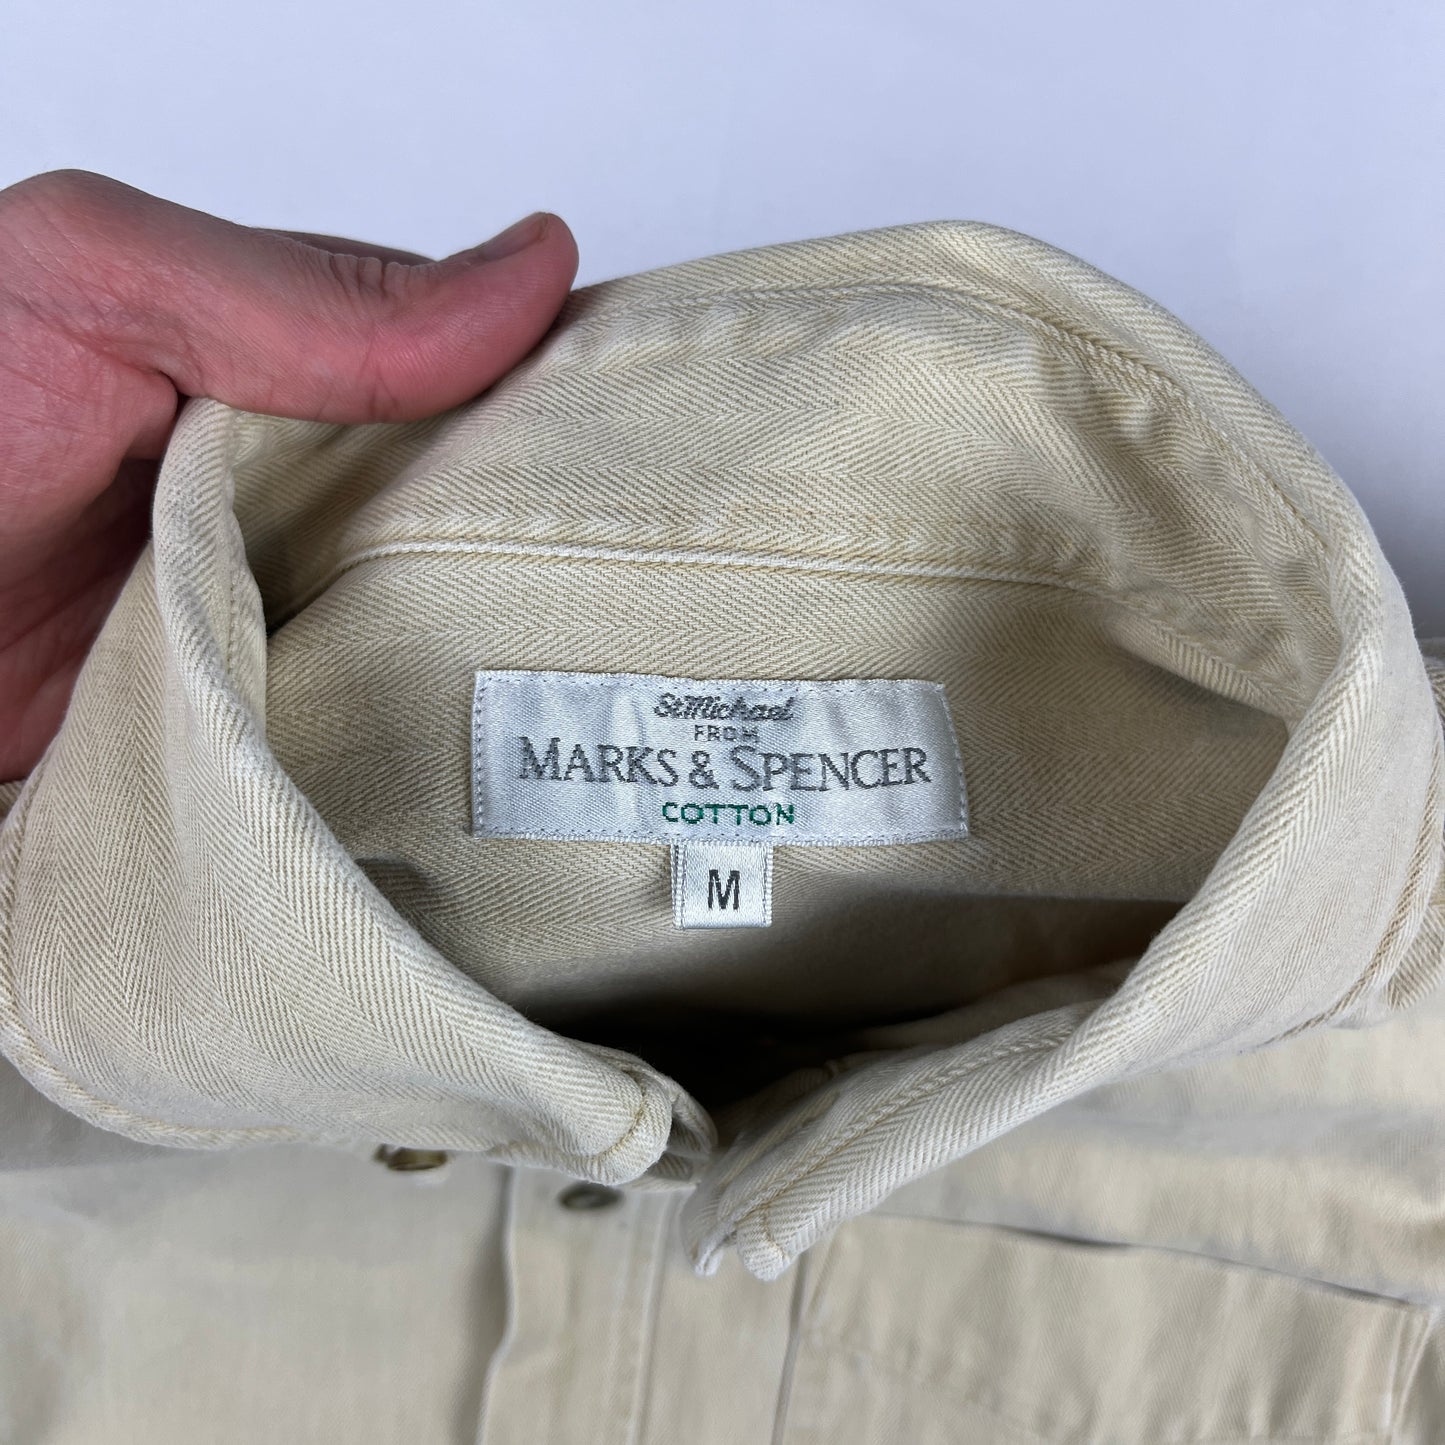 St Michael
FROM
MARKS & SPENCER
COTTON
M